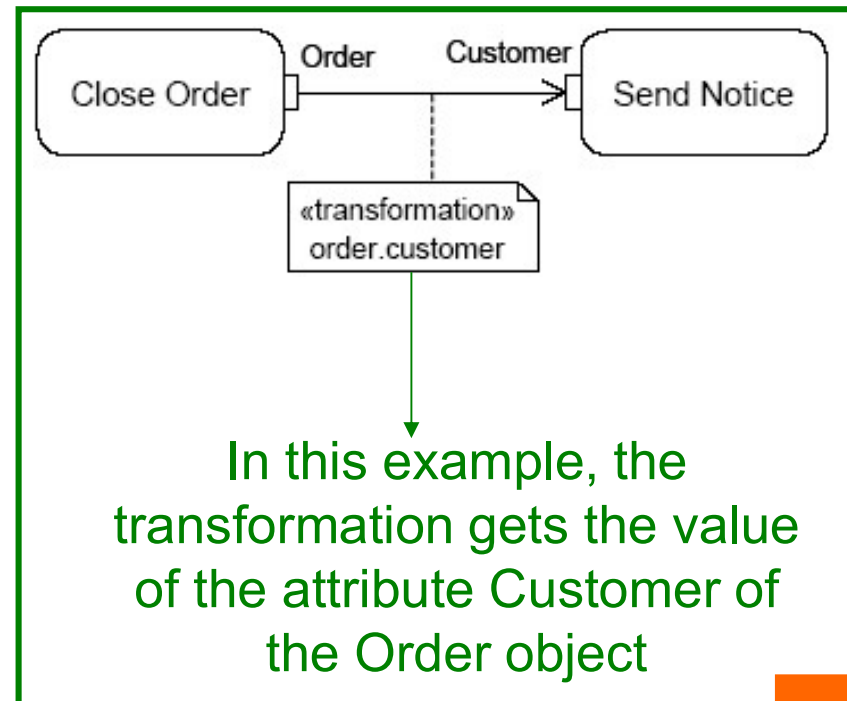 Order
Customer
Close Order
Send Notice
«transformation»
order.customer
In this example, the
transformation gets the value
of the attribute Customer of
the Order object